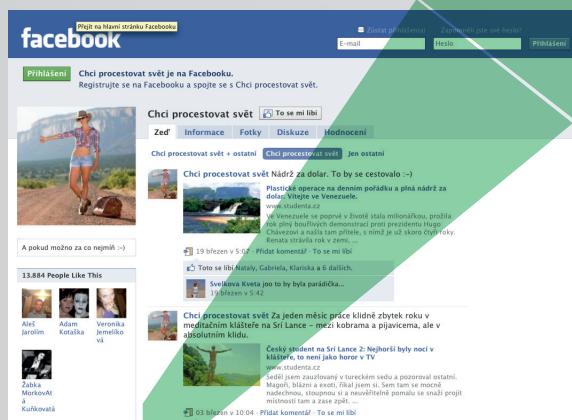 Přejít na hlavní stránku Facebooku
facebook
Zůstat přihlášen(a) Zapomněli jste své heslo?
E-mail Heslo Přihlášení
Přihlášení
Chci procestovat svět je na Facebooku.
Registrujte se na Facebooku a spojte se s Chci procestovat svět.
Chci procestovat svět To se mi líbí
Zeď Informace Fotky Diskuze Hodnocení
Chci procestovat svět + ostatní Chci procestovat svět Jen ostatní
Chci procestovat svět Nádrž za dolar. To by se cestovalo :-)
Plastické operace na denním pořádku a plná nádrž za
dolar. Vítejte ve Venezuele.
www.studenta.cz
Ve Venezuele se poprvé v životě stala milionářkou, prožila
rok plný bouřlivých demonstrací proti prezidentu Hugo
Chávezovi a našla tam přítele, s nímž je už skoro čtyři roky.
Renata strávila rok v zemi, ...
19 březen v 5:07 · Přidat komentář · To se mi líbí
Toto se líbí Nataly, Gabriela, Klariska a 6 dalších.
Svelkova Kveta joo to by byla parádička...
19 březen v 5:42
Chci procestovat svět Za jeden měsíc práce klidně zbytek roku v
meditačním klášteře na Srí Lance – mezi kobrama a pijavicema, ale v
absolutním klidu.
Český student na Srí Lance 2: Nejhorší byly nocí v
klášteře, to není jako horor v TV
www.studenta.cz
Seděl jsem zauzlovaný v tureckém sedu a pozoroval ostatní.
Magoři, blázni a exoti, říkal jsem si. Sem tam se mocně
nadechnou, stoupnou si a neuvěřitelně pomalu se snaží projít
místností tam a zase zpět. ...
03 březen v 10:04 · Přidat komentář · To se mi líbí
A pokud možno za co nejmíň :-)
13.884 People Like This
Aleš
Jarolím
Adam
Kotaška
Veronika
Jemelíko
vá
Žabka
MorkovAt
á
Kuňkovatá